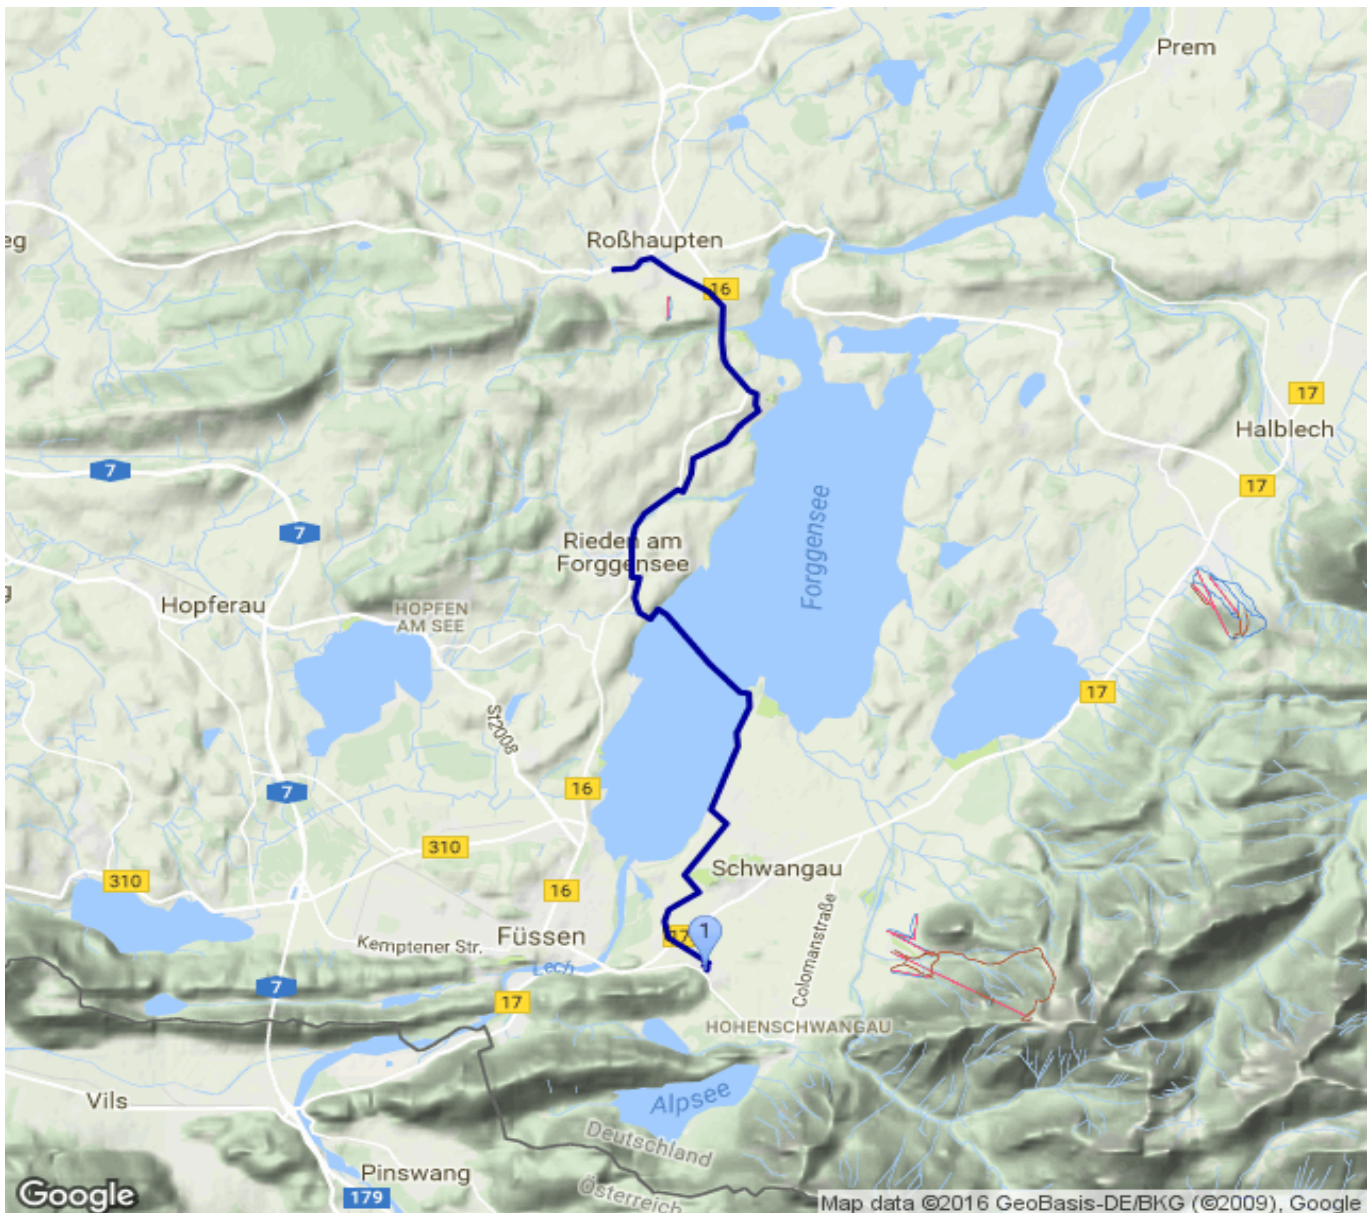 Prem
eg
Roßhaupten
16
17
Halblech
7
17
7
Forggensee
Rieden am
Forggensee
Hopferau
HOPFEN
AM SEE
17
St2008
7
16
310
310
Schwangau
16
Colomanstraße
Füssen
Kemptener Str.
17
1
Lech
7
17
HOHENSCHWANGAU
Alpsee
Vils
Deutschland
Pinswang
Österreich
179
Google
Map data ©2016 GeoBasis-DE/BKG (©2009), Google